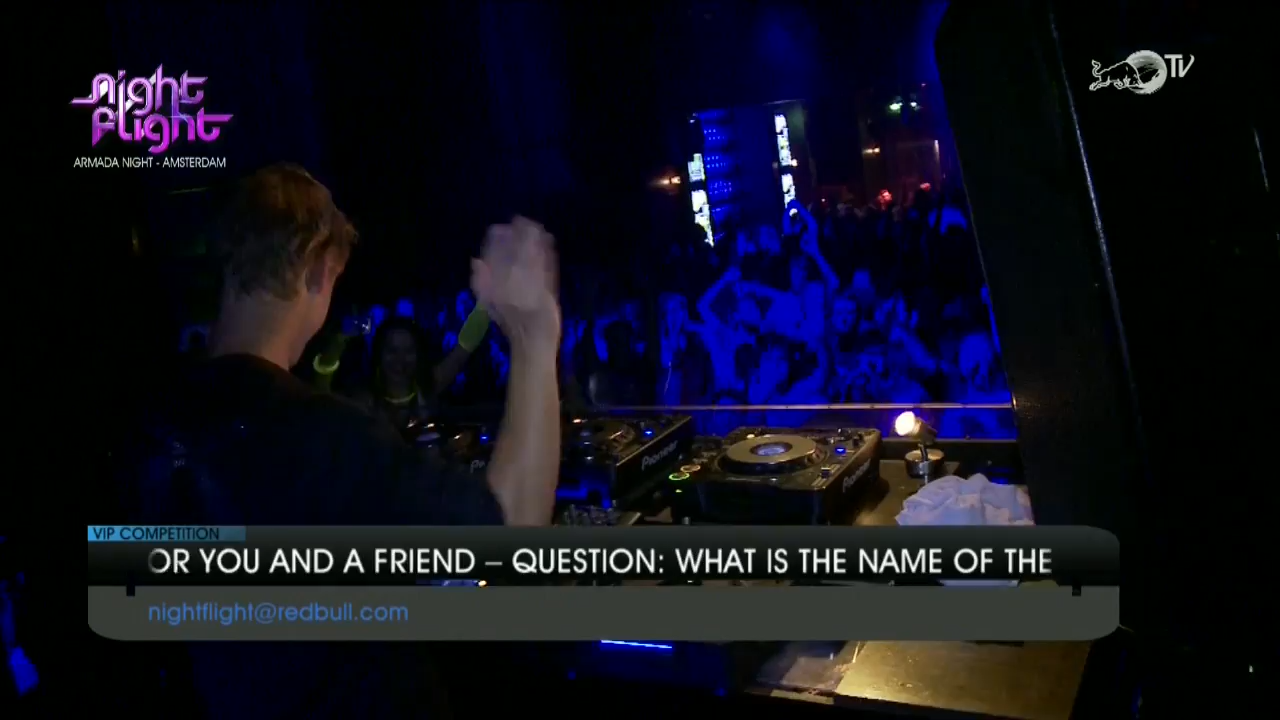 night
flight
ARMADA NIGHT - AMSTERDAM
TV
Pioneer
Pioneer
VIP COMPETITION
OR YOU AND A FRIEND – QUESTION: WHAT IS THE NAME OF THE
nightflight@redbull.com